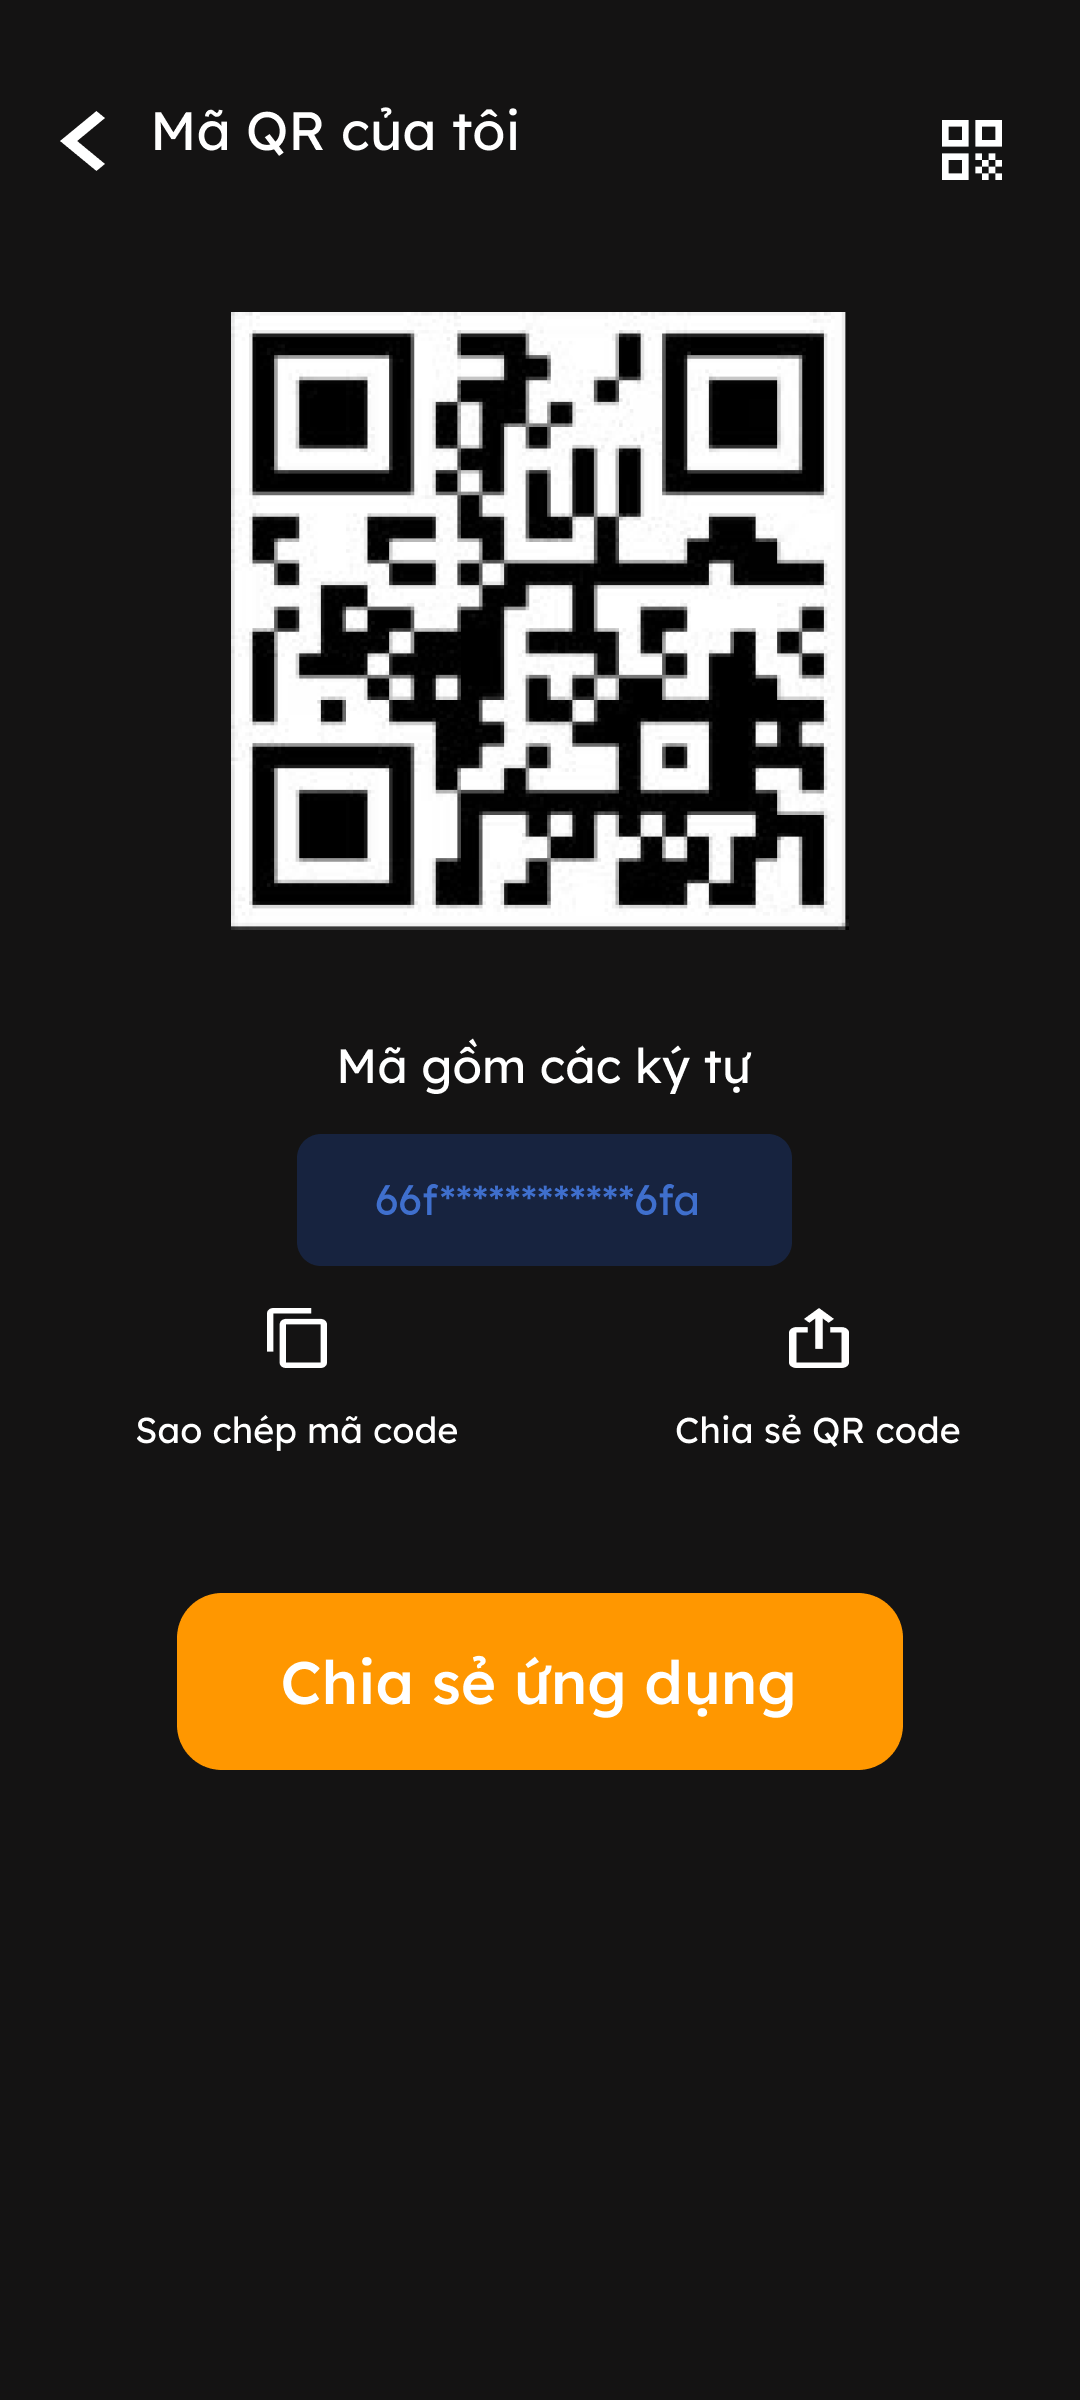 Mã QR của tôi
Mã gồm các ký tự
66f************6fa
Sao chép mã code
Chia sẻ QR code
Chia sẻ ứng dụng